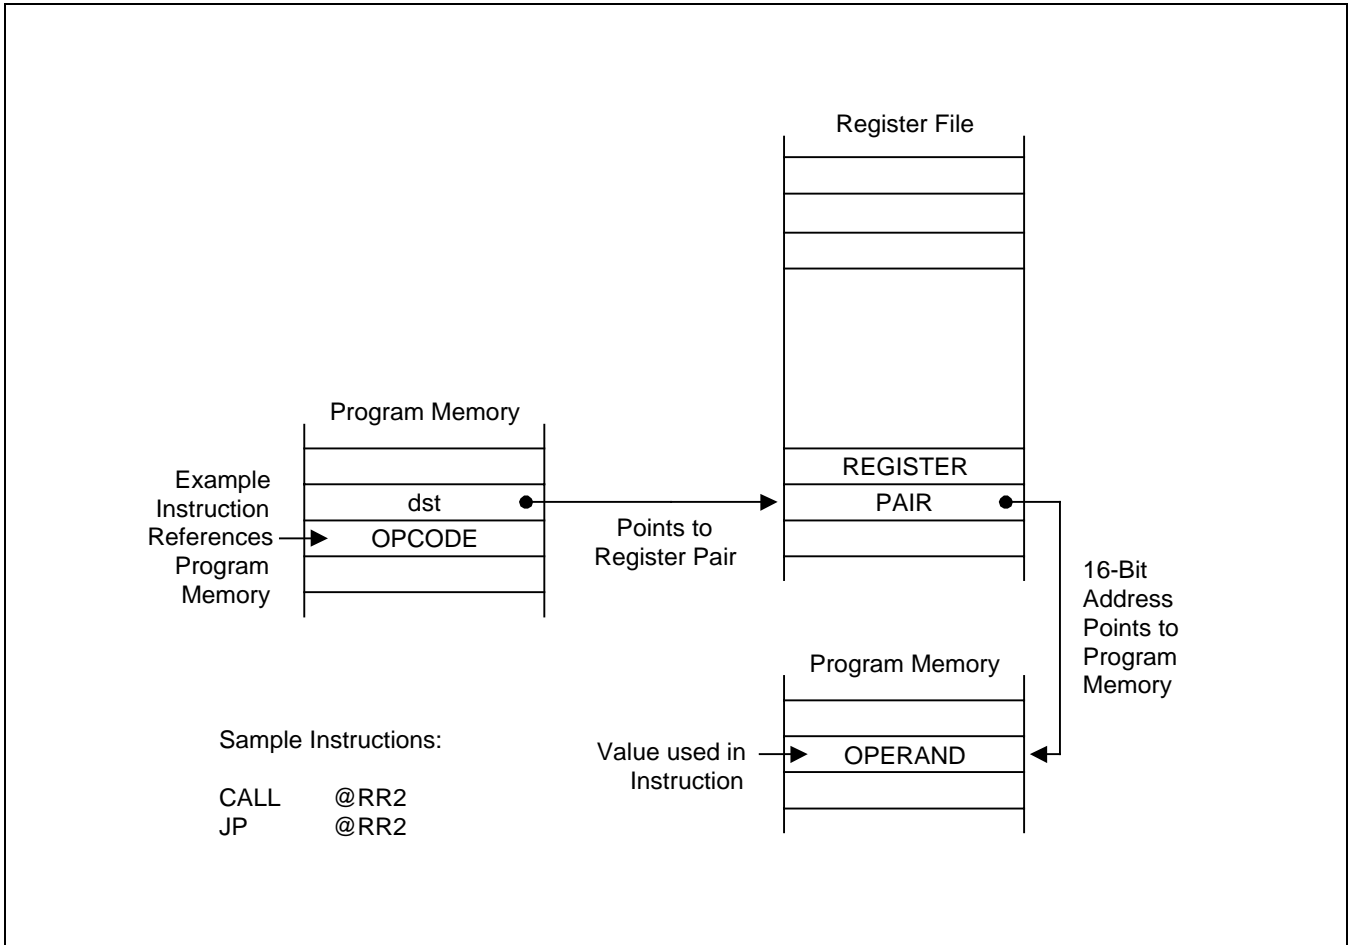 Register File
Program Memory
Example
Instruction
References
Program
Memory
dst
OPCODE
Points to
Register Pair
REGISTER
PAIR
16-Bit
Address
Points to
Program
Memory
Program Memory
Value used in
Instruction
OPERAND
Sample Instructions:
CALL @RR2
JP @RR2